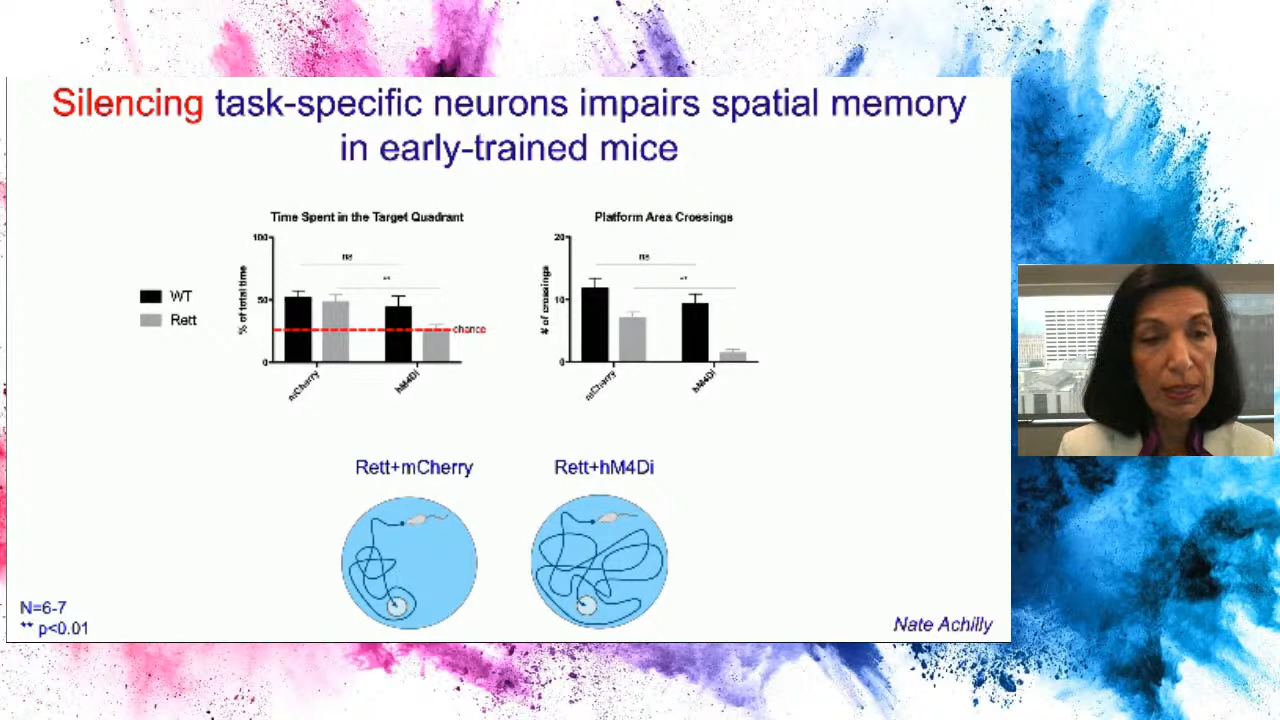 Silencing task-specific neurons impairs spatial memory
in early-trained mice
Time Spent in the Target Quadrant
100
50
0
% of total time
ns
**
chance
mCherry
hM4Di
WT
Rett
Platform Area Crossings
20
10
0
# of crossings
ns
**
mCherry
hM4Di
Rett+mCherry
Rett+hM4Di
N=6-7
** p<0.01
Nate Achilly